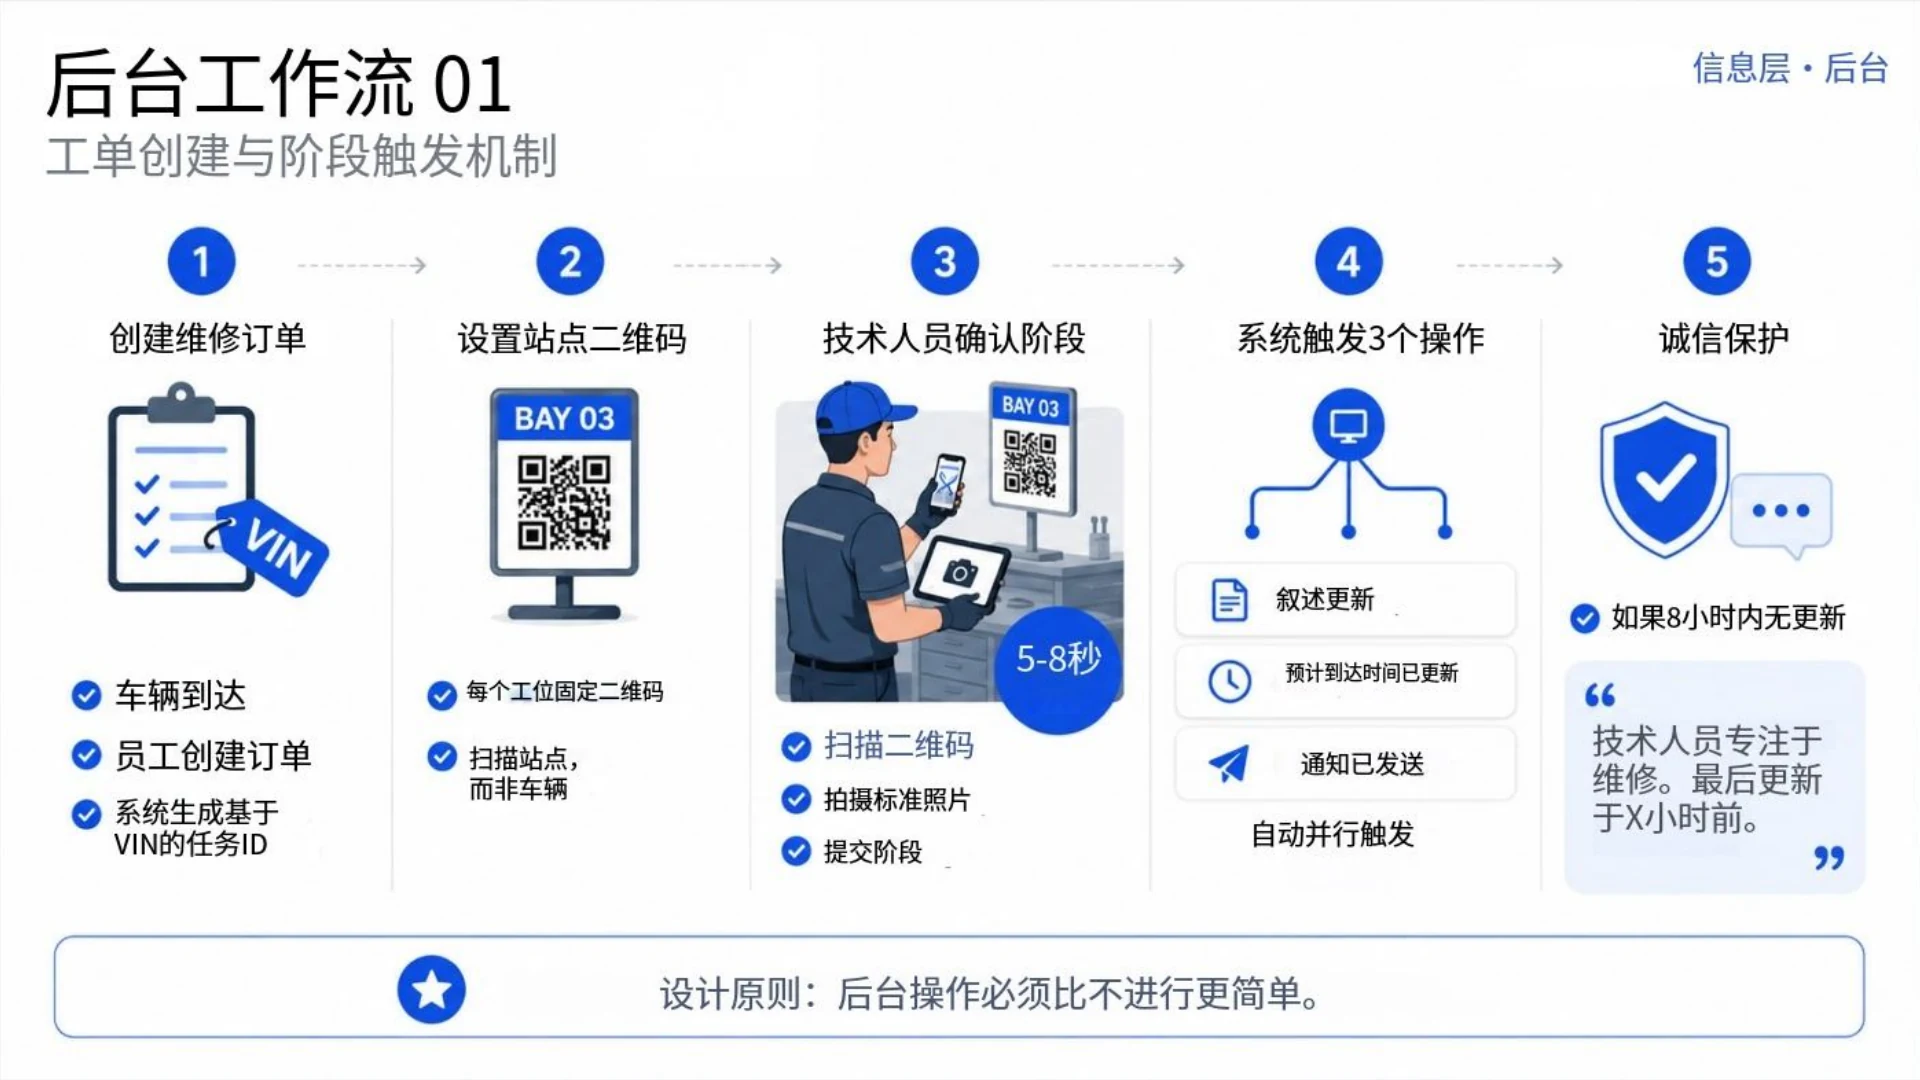 后台工作流 01
工单创建与阶段触发机制
信息层·后台
1
2
3
4
5
创建维修订单
VIN
车辆到达
员工创建订单
系统生成基于
VIN的任务ID
设置站点二维码
BAY 03
每个工位固定二维码
扫描站点，
而非车辆
技术人员确认阶段
BAY 03
5-8秒
扫描二维码
拍摄标准照片
提交阶段
系统触发3个操作
叙述更新
预计到达时间已更新
通知已发送
自动并行触发
诚信保护
如果8小时内无更新
“
技术人员专注于
维修。最后更新
于X小时前。
”
设计原则：后台操作必须比不进行更简单。